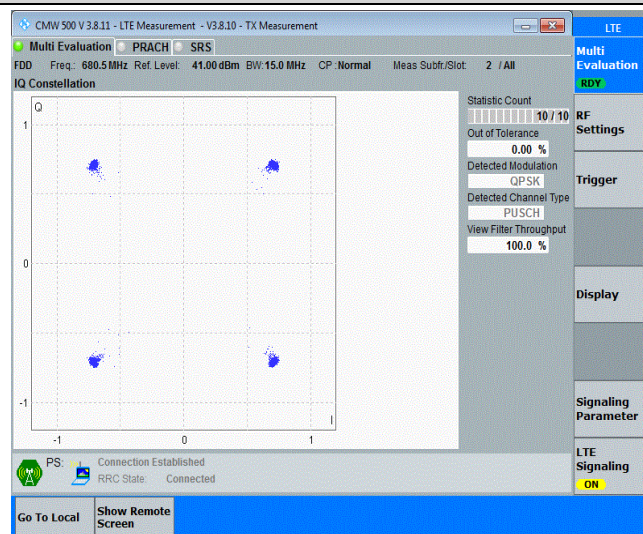 CMW 500 V 3.8.11 - LTE Measurement - V3.8.10 - TX Measurement
LTE
Multi Evaluation PRACH SRS
FDD Freq.: 680.5 MHz Ref. Level: 41.00 dBm BW: 15.0 MHz CP : Normal Meas Subfr./Slot: 2 / All
IQ Constellation
Q
1
0
-1
-1 0 1
I
Statistic Count
10 / 10
Out of Tolerance
0.00 %
Detected Modulation
QPSK
Detected Channel Type
PUSCH
View Filter Throughput
100.0 %
Multi
Evaluation
RDY
RF
Settings
Trigger
Display
Signaling
Parameter
LTE
Signaling
ON
PS: Connection Established
RRC State: Connected
Go To Local
Show Remote
Screen